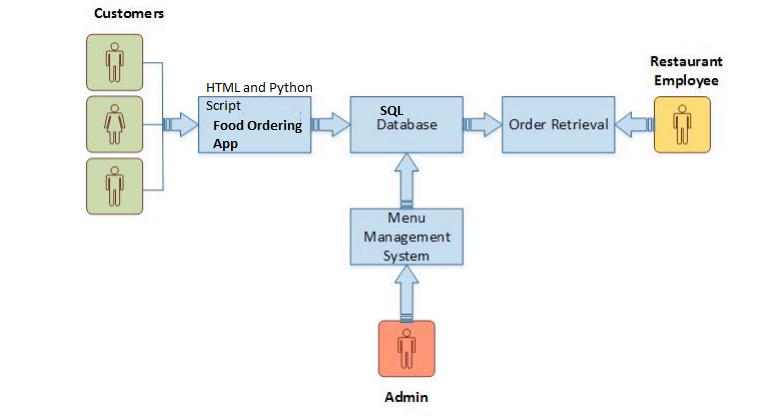 Customers
Restaurant
Employee
HTML and Python
Script
Food Ordering
App
SQL
Database
Order Retrieval
Menu
Management
System
Admin